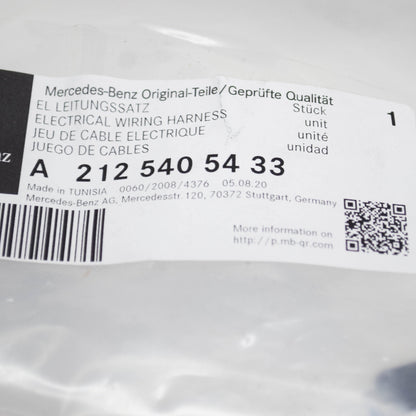 Mercedes-Benz Original-Teile/Geprüfte Qualität
EL LEITUNGSSATZ Stück 1
ELECTRICAL WIRING HARNESS unit
JEU DE CABLE ELECTRIQUE unité
JUEGO DE CABLES unidad
A 212 540 54 33
Made in TUNISIA 0060/2008/4376 05.08.20
Mercedes-Benz AG, Mercedesstr. 120, 70372 Stuttgart, Germany
More information on
http://p.mb-qr.com